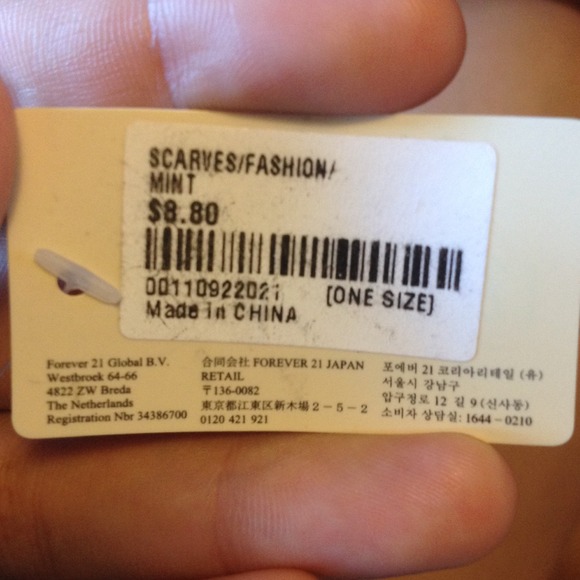 SCARVES/FASHION/
MINT
$8.80
00110922021 [ONE SIZE]
Made in CHINA
Forever 21 Global B.V.
Westbroek 64-66
4822 ZW Breda
The Netherlands
Registration Nbr 34386700
合同会社 FOREVER 21 JAPAN
RETAIL
〒136-0082
東京都江東区新木場２－５－２
0120 421 921
포에버 21 코리아리테일 (유)
서울시 강남구
압구정로 12 길 9 (신사동)
소비자 상담실: 1644-0210